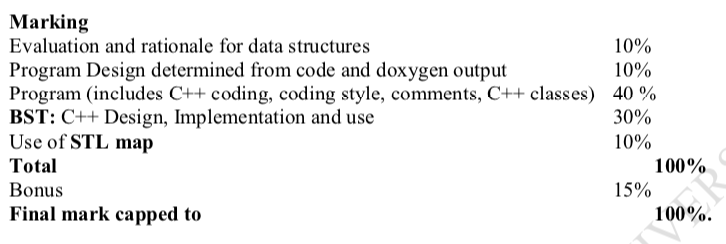 Marking
Evaluation and rationale for data structures 10%
Program Design determined from code and doxygen output 10%
Program (includes C++ coding, coding style, comments, C++ classes) 40 %
BST: C++ Design, Implementation and use 30%
Use of STL map 10%
Total 100%
Bonus 15%
Final mark capped to 100%.